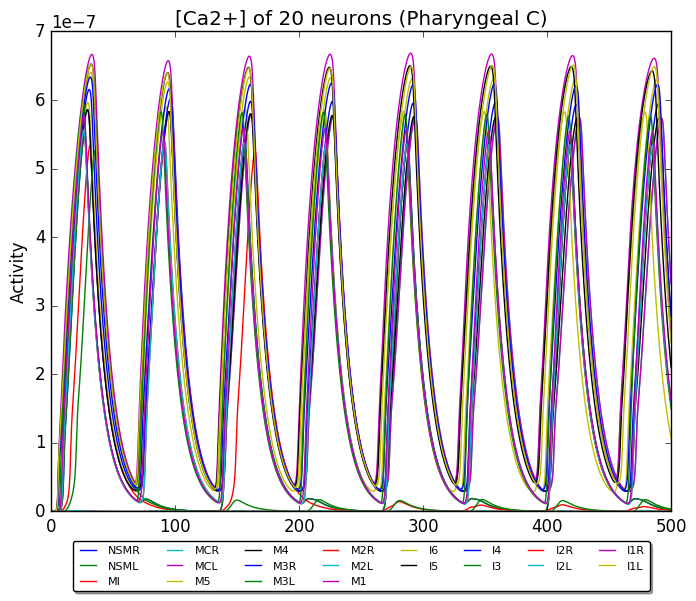 [Ca2+] of 20 neurons (Pharyngeal C)
1e−7
7
6
5
4
3
2
1
0
Activity
0 100 200 300 400 500
NSMR MCR M4 M2R I6 I4 I2R I1R
NSML MCL M3R M2L I5 I3 I2L I1L
MI M5 M3L M1